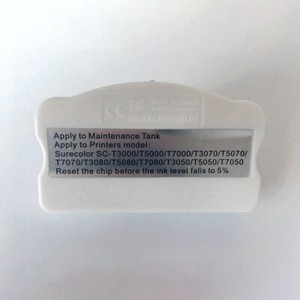 CE
Apply to Maintenance Tank
Apply to Printers model:
Surecolor SC-T3000/T5000/T7000/T3070/T5070/
T7070/T3080/T5080/T7080/T3050/T5050/T7050
Reset the chip before the ink level falls to 5%